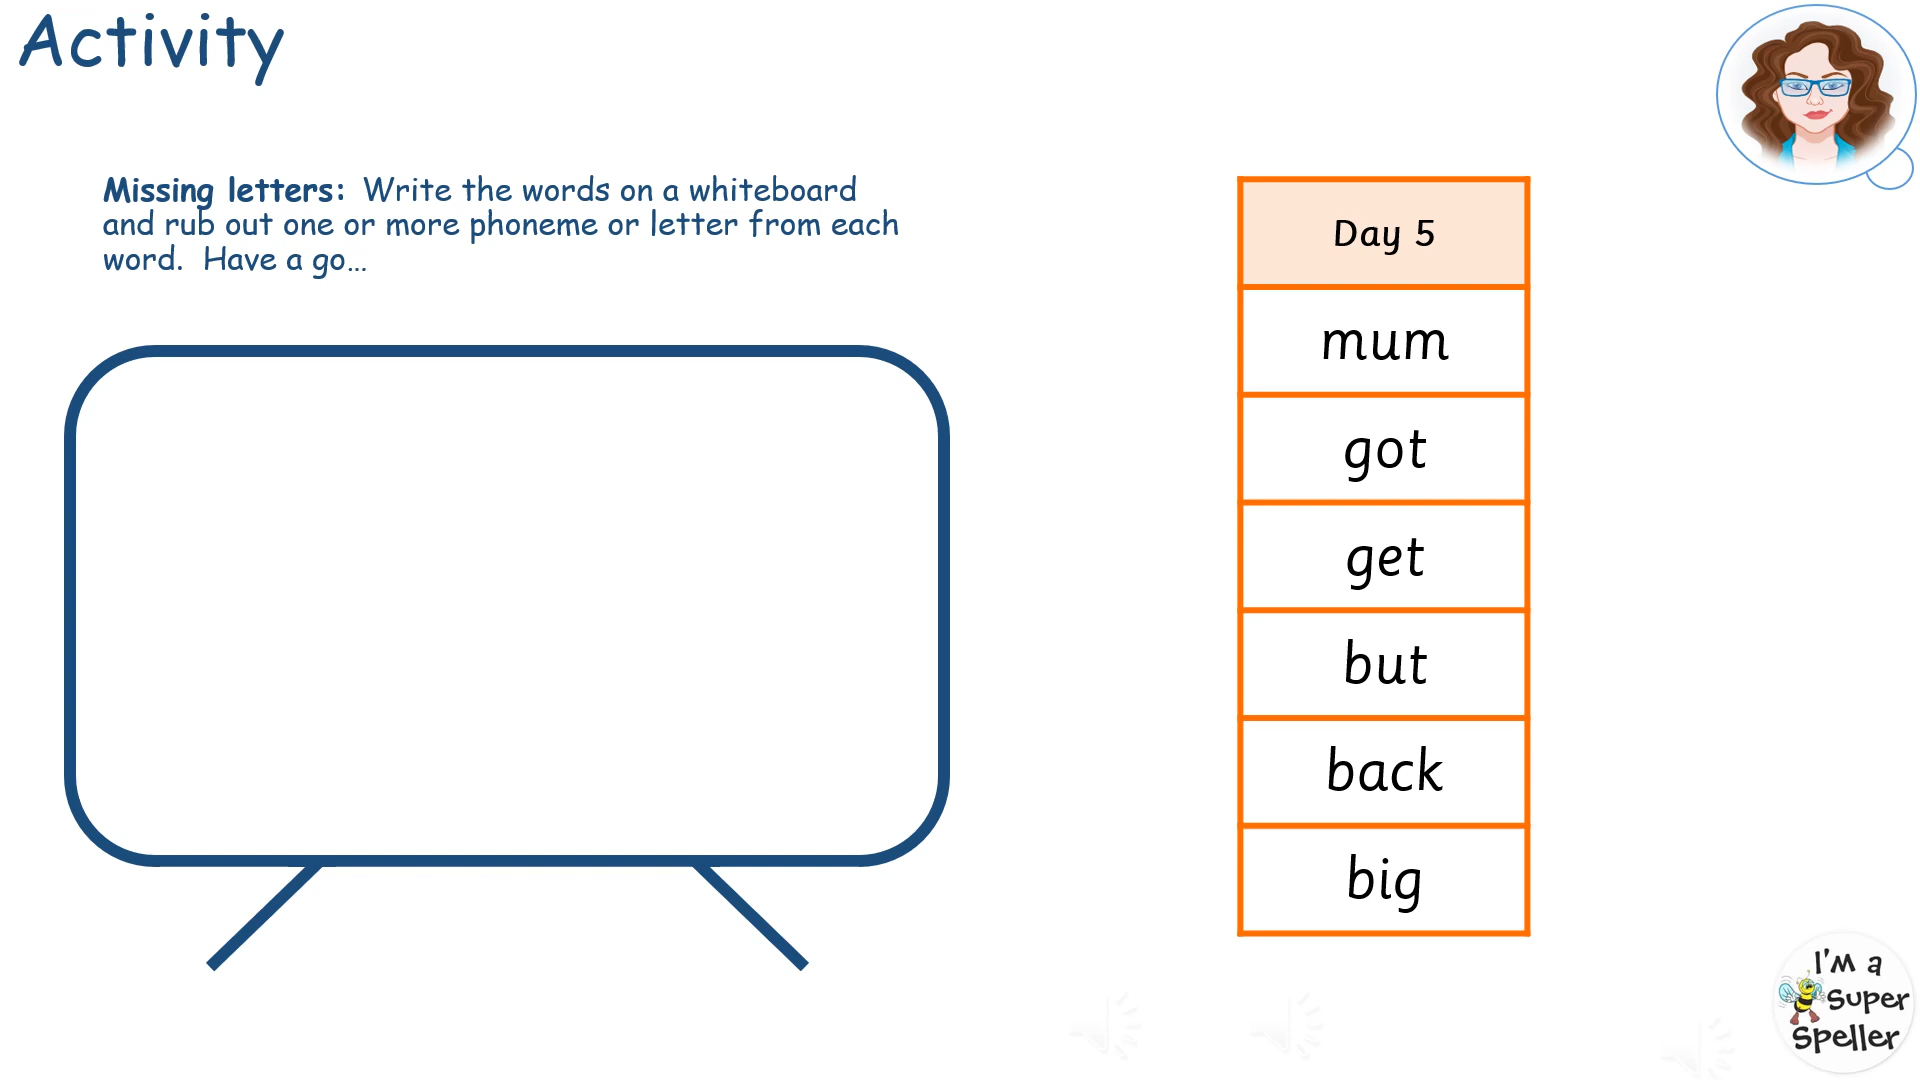 Activity
Missing letters:  Write the words on a whiteboard
and rub out one or more phoneme or letter from each
word.  Have a go…
Day 5
mum
got
get
but
back
big
I'm a
Super
Speller